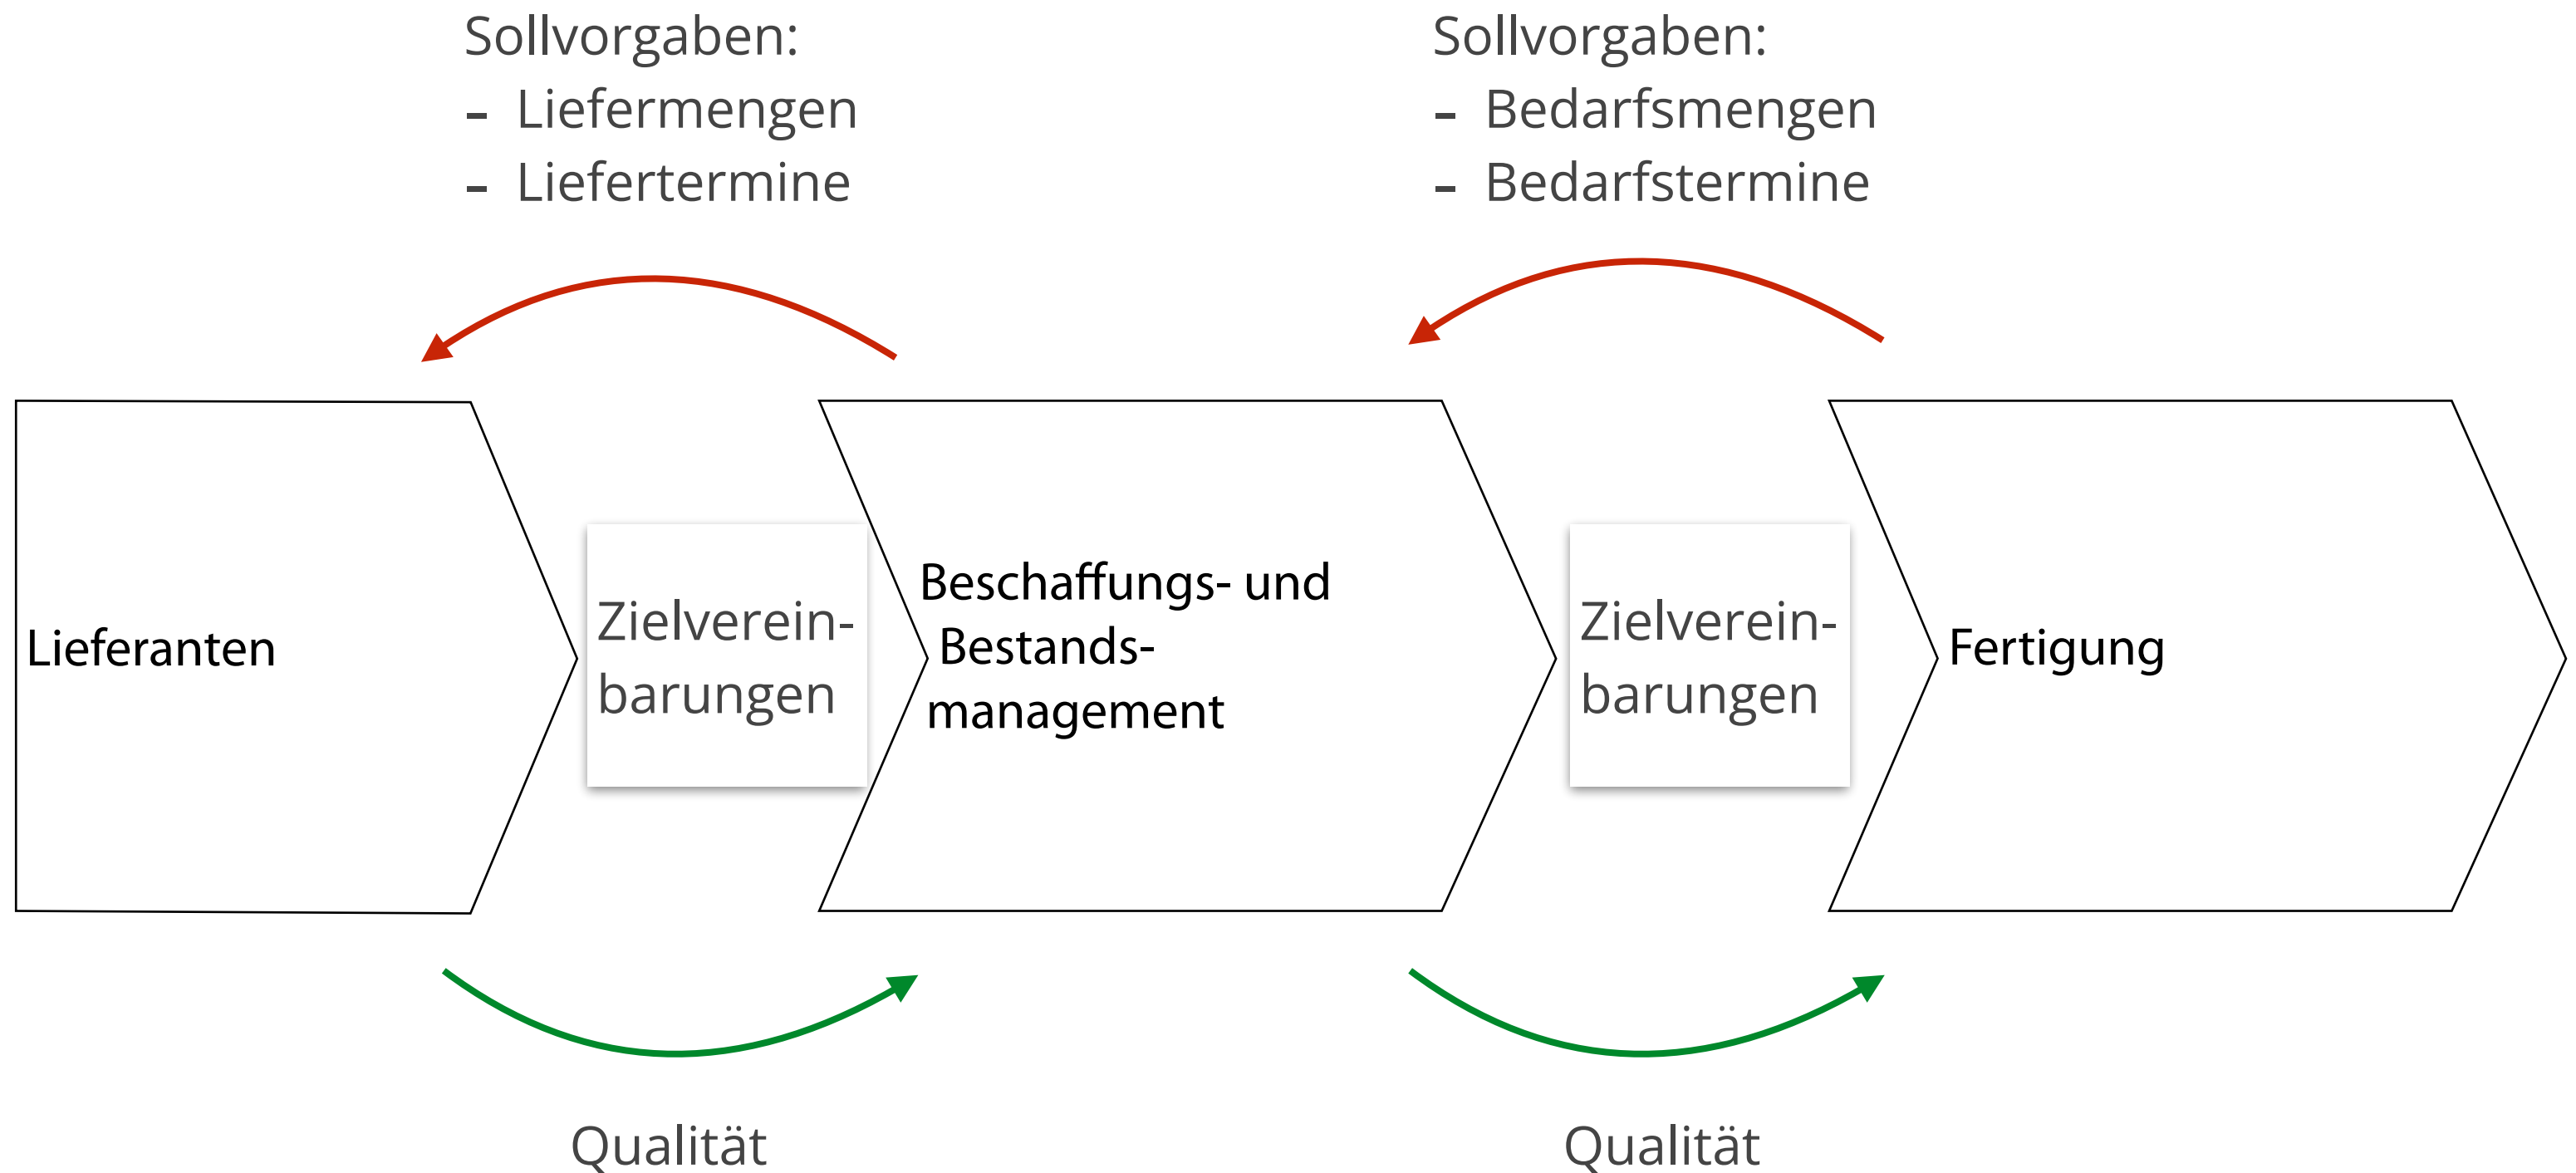 Sollvorgaben:
- Liefermengen
- Liefertermine
Sollvorgaben:
- Bedarfsmengen
- Bedarfstermine
Lieferanten
Zielverein-
barungen
Beschaffungs- und
Bestands-
management
Zielverein-
barungen
Fertigung
Qualität
Qualität